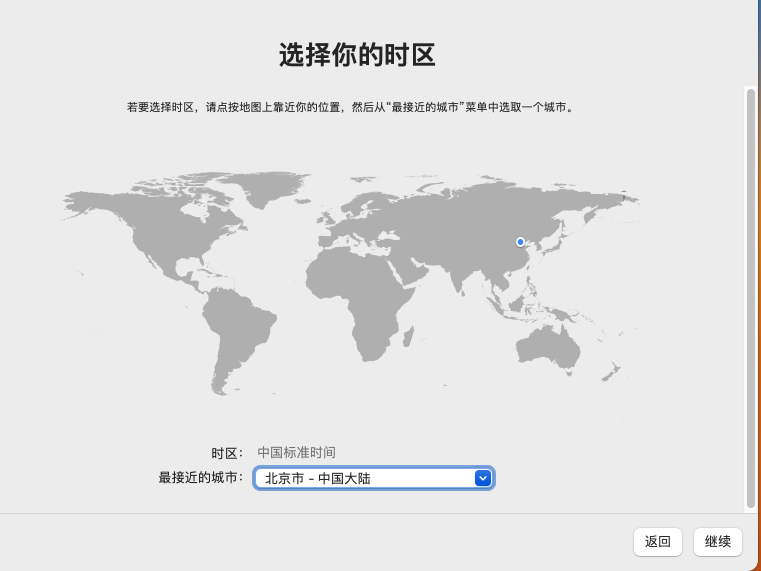 选择你的时区
若要选择时区，请点按地图上靠近你的位置，然后从“最接近的城市”菜单中选取一个城市。
时区： 中国标准时间
最接近的城市： 北京市 - 中国大陆
返回 继续